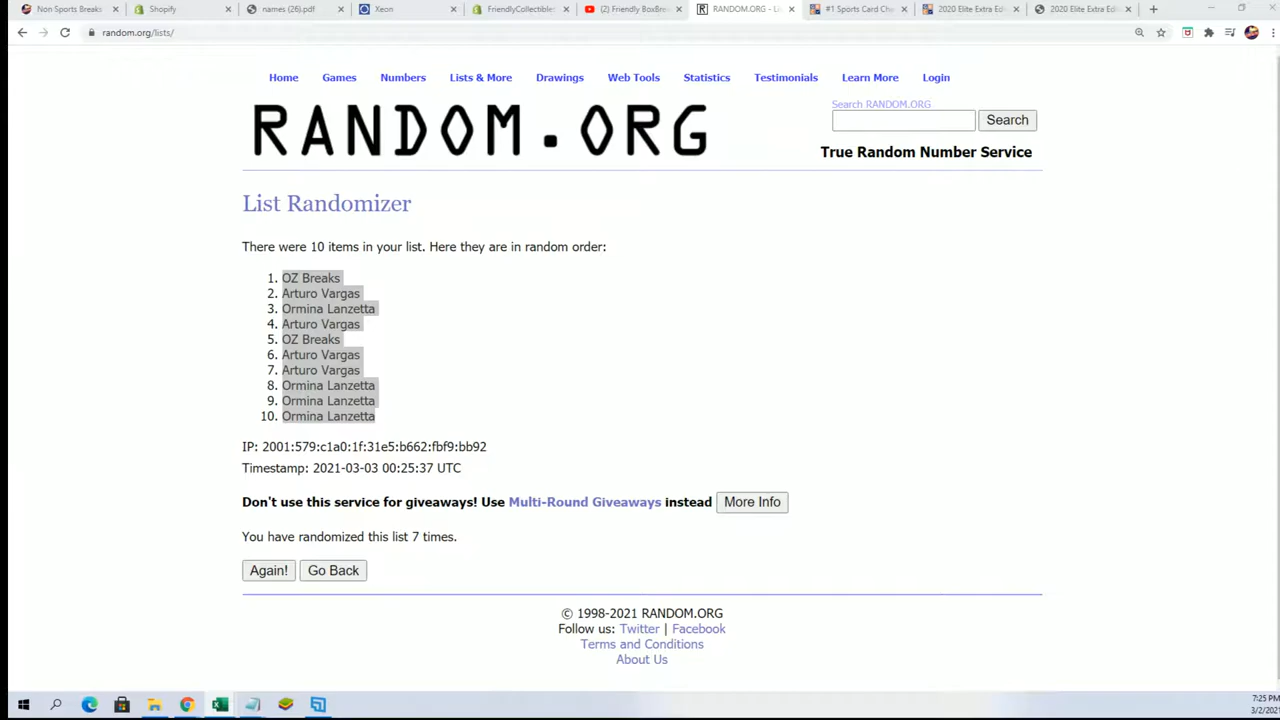 Non Sports Breaks
Shopify
names (26).pdf
Xeon
FriendlyCollectible
(2) Friendly BoxBre
RANDOM.ORG - Li
#1 Sports Card Ch
2020 Elite Extra Ed
2020 Elite Extra Ed
random.org/lists/
Home Games Numbers Lists & More Drawings Web Tools Statistics Testimonials Learn More Login
Search RANDOM.ORG
RANDOM.ORG
Search
True Random Number Service
List Randomizer
There were 10 items in your list. Here they are in random order:
1. OZ Breaks
2. Arturo Vargas
3. Ormina Lanzetta
4. Arturo Vargas
5. OZ Breaks
6. Arturo Vargas
7. Arturo Vargas
8. Ormina Lanzetta
9. Ormina Lanzetta
10. Ormina Lanzetta
IP: 2001:579:c1a0:1f:31e5:b662:fbf9:bb92
Timestamp: 2021-03-03 00:25:37 UTC
Don't use this service for giveaways! Use Multi-Round Giveaways instead More Info
You have randomized this list 7 times.
Again! Go Back
© 1998-2021 RANDOM.ORG
Follow us: Twitter | Facebook
Terms and Conditions
About Us
7:25 PM
3/2/2021